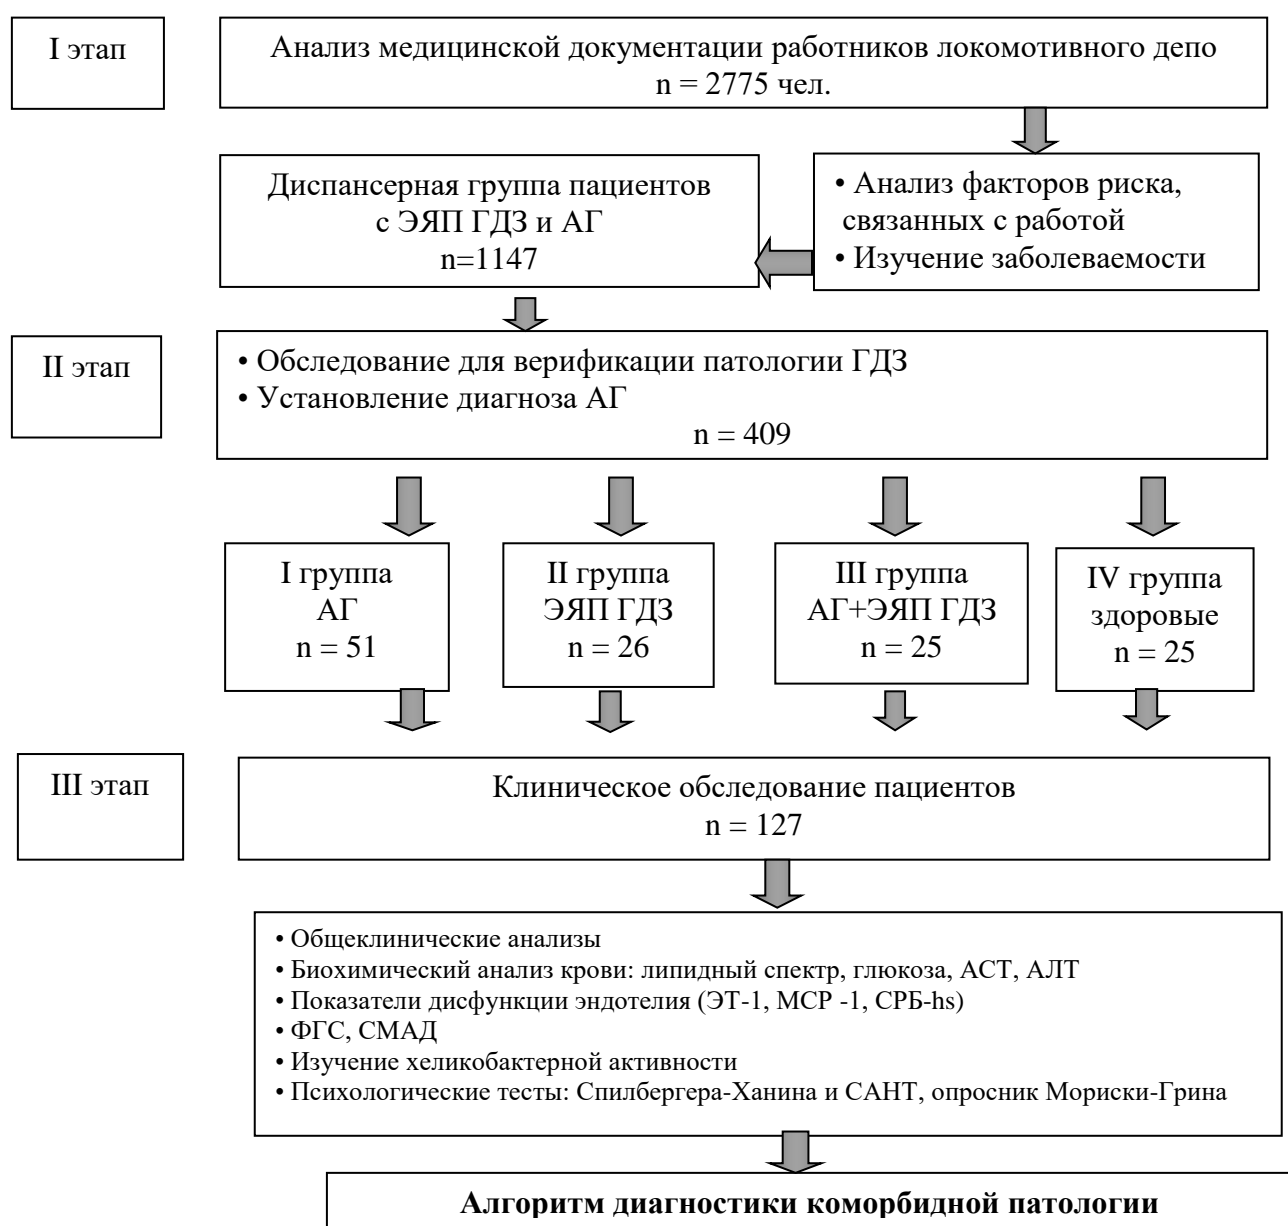 I этап
Анализ медицинской документации работников локомотивного депо
n = 2775 чел.
• Анализ факторов риска,
связанных с работой
• Изучение заболеваемости
Диспансерная группа пациентов
с ЭЯП ГДЗ и АГ
n=1147
II этап
• Обследование для верификации патологии ГДЗ
• Установление диагноза АГ
n = 409
I группа
АГ
n = 51
II группа
ЭЯП ГДЗ
n = 26
III группа
АГ+ЭЯП ГДЗ
n = 25
IV группа
здоровые
n = 25
III этап
Клиническое обследование пациентов
n = 127
• Общеклинические анализы
• Биохимический анализ крови: липидный спектр, глюкоза, АСТ, АЛТ
• Показатели дисфункции эндотелия (ЭТ-1, МСР -1, СРБ-hs)
• ФГС, СМАД
• Изучение хеликобактерной активности
• Психологические тесты: Спилбергера-Ханина и САНТ, опросник Мориски-Грина
Алгоритм диагностики коморбидной патологии